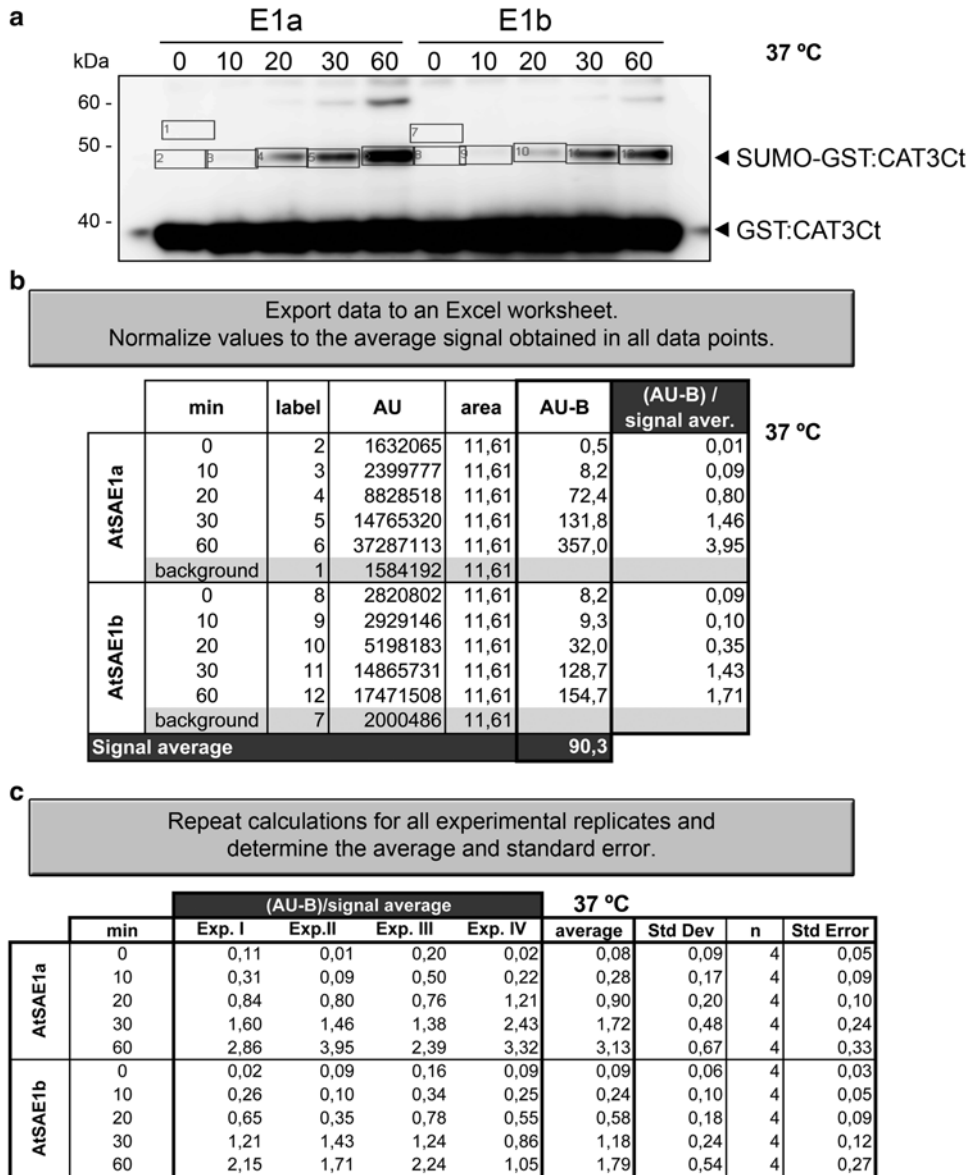 a
E1a E1b
kDa 0 10 20 30 60 0 10 20 30 60 37 ºC
60 -
1
7
50 -
2 3 4 5 8 9 10 11 12 ◄ SUMO-GST:CAT3Ct
40 - ◄ GST:CAT3Ct
b
Export data to an Excel worksheet.
Normalize values to the average signal obtained in all data points.
min label AU area AU-B (AU-B) / signal aver. 37 ºC
AtSAE1a
0 2 1632065 11,61 0,5 0,01
10 3 2399777 11,61 8,2 0,09
20 4 8828518 11,61 72,4 0,80
30 5 14765320 11,61 131,8 1,46
60 6 37287113 11,61 357,0 3,95
background 1 1584192 11,61
AtSAE1b
0 8 2820802 11,61 8,2 0,09
10 9 2929146 11,61 9,3 0,10
20 10 5198183 11,61 32,0 0,35
30 11 14865731 11,61 128,7 1,43
60 12 17471508 11,61 154,7 1,71
background 7 2000486 11,61
Signal average 90,3
c
Repeat calculations for all experimental replicates and
determine the average and standard error.
(AU-B)/signal average 37 ºC
min Exp. I Exp.II Exp. III Exp. IV average Std Dev n Std Error
AtSAE1a
0 0,11 0,01 0,20 0,02 0,08 0,09 4 0,05
10 0,31 0,09 0,50 0,22 0,28 0,17 4 0,09
20 0,84 0,80 0,76 1,21 0,90 0,20 4 0,10
30 1,60 1,46 1,38 2,43 1,72 0,48 4 0,24
60 2,86 3,95 2,39 3,32 3,13 0,67 4 0,33
AtSAE1b
0 0,02 0,09 0,16 0,09 0,09 0,06 4 0,03
10 0,26 0,10 0,34 0,25 0,24 0,10 4 0,05
20 0,65 0,35 0,78 0,55 0,58 0,18 4 0,09
30 1,21 1,43 1,24 0,86 1,18 0,24 4 0,12
60 2,15 1,71 2,24 1,05 1,79 0,54 4 0,27